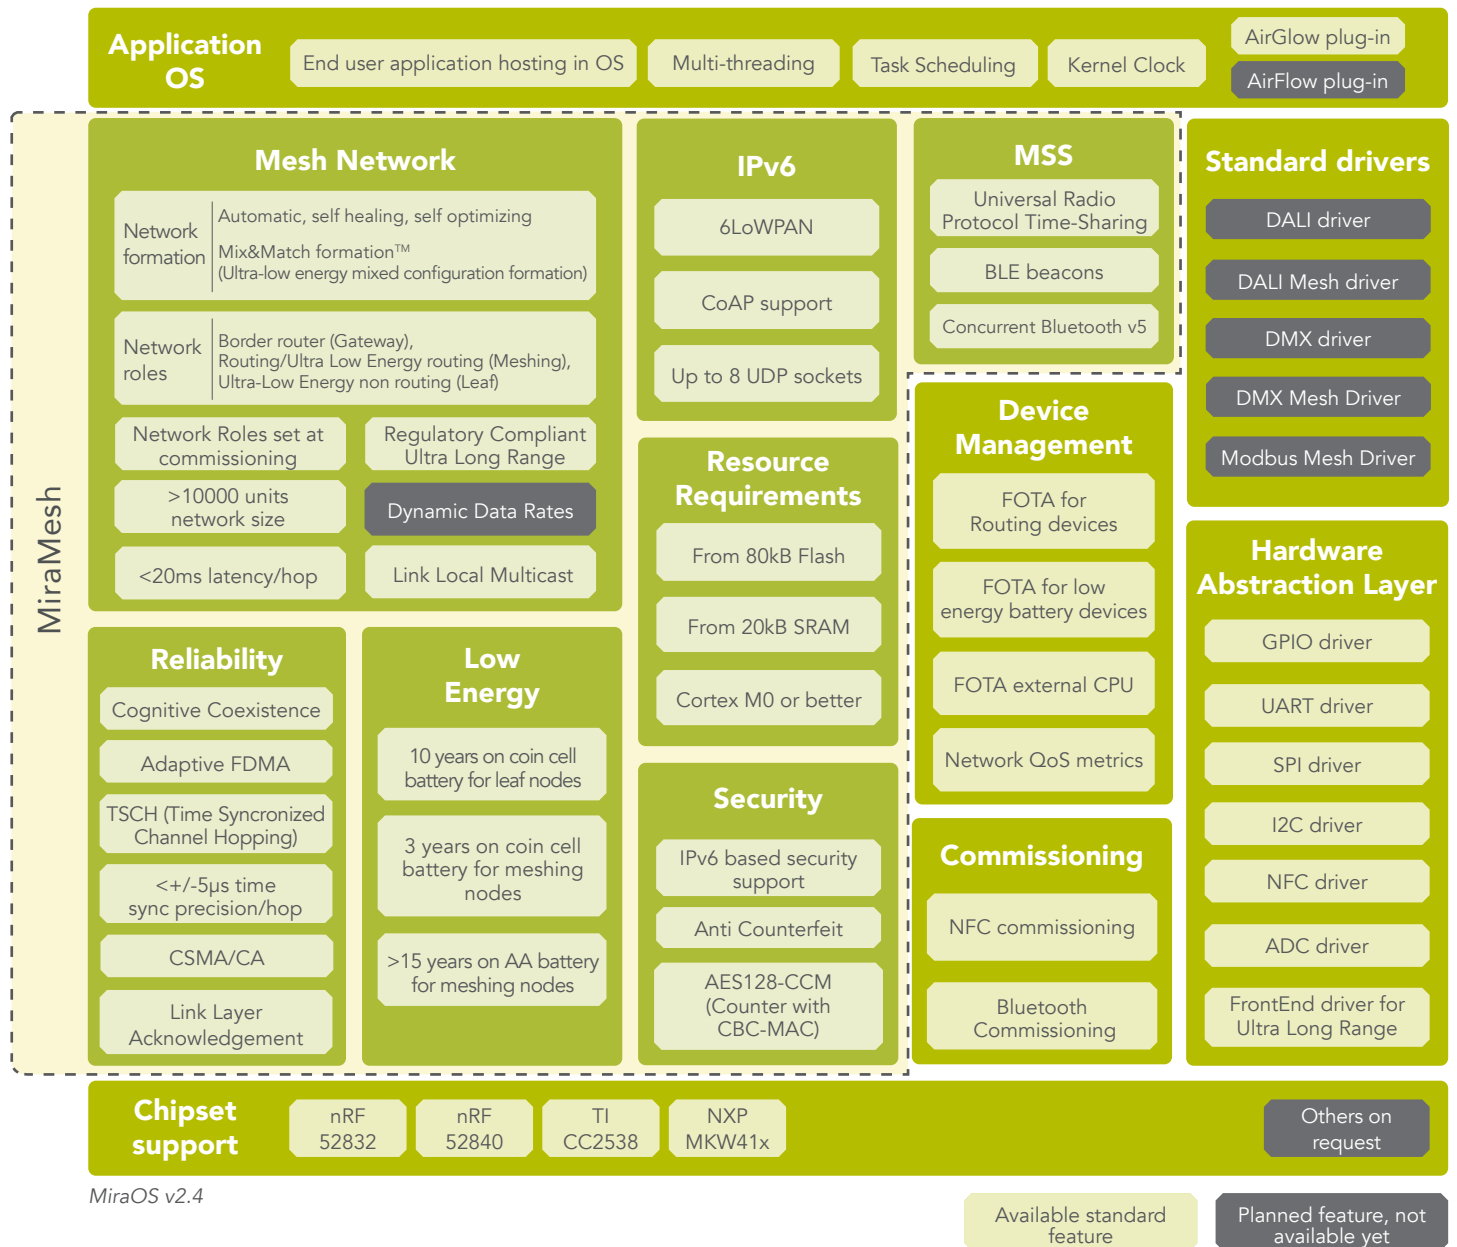 Application
OS
End user application hosting in OS
Multi-threading
Task Scheduling
Kernel Clock
AirGlow plug-in
AirFlow plug-in
MiraMesh
Mesh Network
Network
formation
Automatic, self healing, self optimizing
Mix&Match formation™
(Ultra-low energy mixed configuration formation)
Network
roles
Border router (Gateway),
Routing/Ultra Low Energy routing (Meshing),
Ultra-Low Energy non routing (Leaf)
Network Roles set at
commissioning
Regulatory Compliant
Ultra Long Range
>10000 units
network size
Dynamic Data Rates
<20ms latency/hop
Link Local Multicast
IPv6
6LoWPAN
CoAP support
Up to 8 UDP sockets
MSS
Universal Radio
Protocol Time-Sharing
BLE beacons
Concurrent Bluetooth v5
Standard drivers
DALI driver
DALI Mesh driver
DMX driver
DMX Mesh Driver
Modbus Mesh Driver
Resource
Requirements
From 80kB Flash
From 20kB SRAM
Cortex M0 or better
Device
Management
FOTA for
Routing devices
FOTA for low
energy battery devices
FOTA external CPU
Network QoS metrics
Hardware
Abstraction Layer
GPIO driver
UART driver
SPI driver
I2C driver
NFC driver
ADC driver
FrontEnd driver for
Ultra Long Range
Reliability
Cognitive Coexistence
Adaptive FDMA
TSCH (Time Syncronized
Channel Hopping)
<+/-5µs time
sync precision/hop
CSMA/CA
Link Layer
Acknowledgement
Low
Energy
10 years on coin cell
battery for leaf nodes
3 years on coin cell
battery for meshing
nodes
>15 years on AA battery
for meshing nodes
Security
IPv6 based security
support
Anti Counterfeit
AES128-CCM
(Counter with
CBC-MAC)
Commissioning
NFC commissioning
Bluetooth
Commissioning
Chipset
support
nRF
52832
nRF
52840
TI
CC2538
NXP
MKW41x
Others on
request
MiraOS v2.4
Available standard
feature
Planned feature, not
available yet